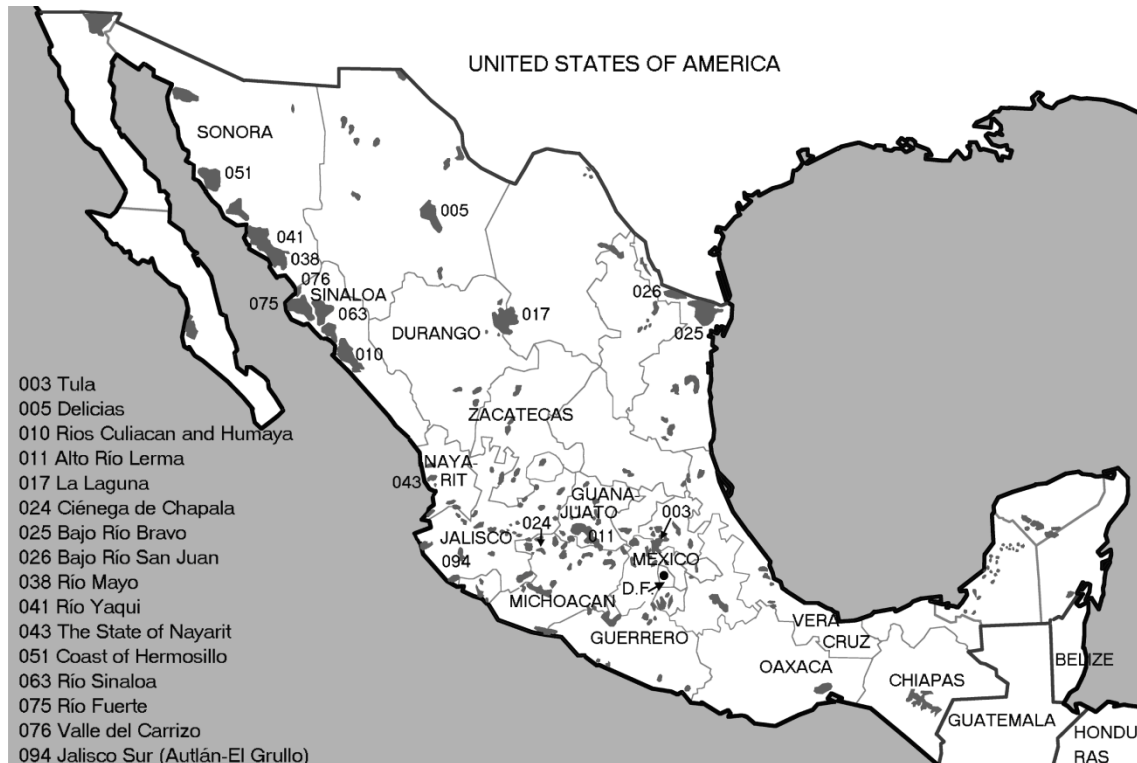 UNITED STATES OF AMERICA
SONORA
051
005
041
038
076
SINALOA
075
063
026
025
017
DURANGO
010
ZACATECAS
NAYA-
RIT
043
GUANA-
JUATO
003
024
JALISCO
011
094
MEXICO
D.F.
MICHOACAN
GUERRERO
VERA
CRUZ
OAXACA
CHIAPAS
BELIZE
GUATEMALA
HONDU
RAS
003 Tula
005 Delicias
010 Rios Culiacan and Humaya
011 Alto Río Lerma
017 La Laguna
024 Ciénega de Chapala
025 Bajo Río Bravo
026 Bajo Río San Juan
038 Río Mayo
041 Río Yaqui
043 The State of Nayarit
051 Coast of Hermosillo
063 Río Sinaloa
075 Río Fuerte
076 Valle del Carrizo
094 Jalisco Sur (Autlán-El Grullo)